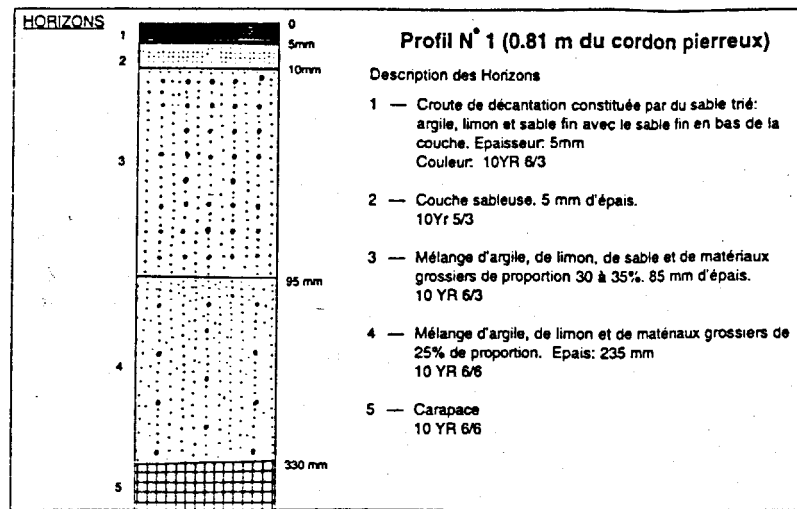 HORIZONS
1
2
3
4
5
0
5mm
10mm
95 mm
330 mm
Profil N° 1 (0.81 m du cordon pierreux)
Description des Horizons
1 — Croute de décantation constituée par du sable trié:
argile, limon et sable fin avec le sable fin en bas de la
couche. Epaisseur: 5mm
Couleur: 10YR 6/3
2 — Couche sableuse. 5 mm d'épais.
10Yr 5/3
3 — Mélange d'argile, de limon, de sable et de matériaux
grossiers de proportion 30 à 35%. 85 mm d'épais.
10 YR 6/3
4 — Mélange d'argile, de limon et de maténaux grossiers de
25% de proportion. Epais: 235 mm
10 YR 6/6
5 — Carapace
10 YR 6/6